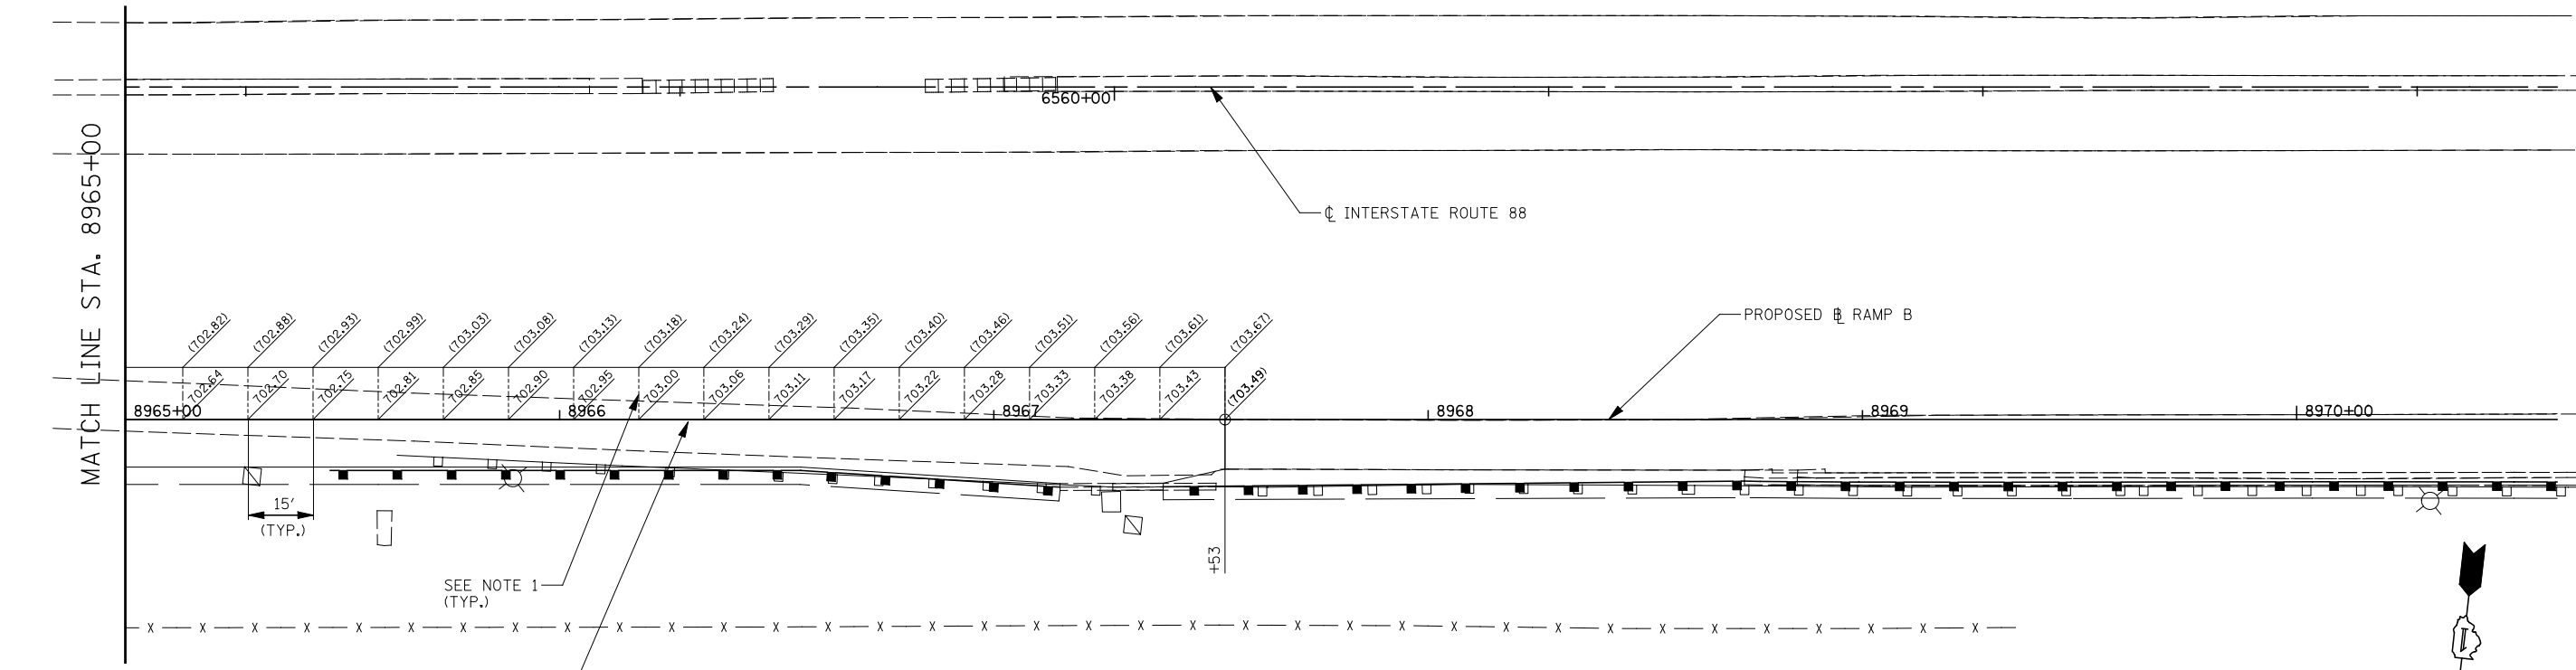 MATCH LINE STA. 8965+00
6560+00
℄ INTERSTATE ROUTE 88
PROPOSED ℄ RAMP B
(702.82) (702.88) (702.93) (702.99) (703.03) (703.08) (703.13) (703.18) (703.24) (703.29) (703.35) (703.40) (703.46) (703.51) (703.56) (703.61) (703.67)
702.64 702.70 702.75 702.81 702.85 702.90 702.95 703.00 703.06 703.11 703.17 703.22 703.28 703.33 703.38 703.43 (703.49)
8965+00 8966 8967 8968 8969 8970+00
15'
(TYP.)
+53
SEE NOTE 1
(TYP.)
X X X X X X X X X X X X X X X X X X X X X X X X X X X X X X X X X X X X